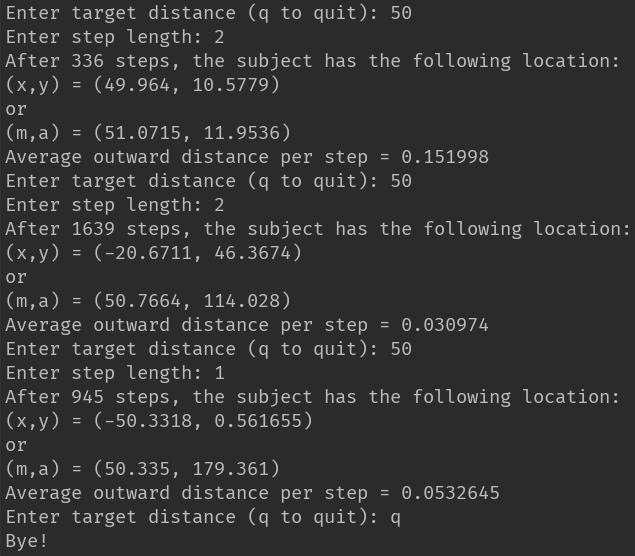 Enter target distance (q to quit): 50
Enter step length: 2
After 336 steps, the subject has the following location:
(x,y) = (49.964, 10.5779)
or
(m,a) = (51.0715, 11.9536)
Average outward distance per step = 0.151998
Enter target distance (q to quit): 50
Enter step length: 2
After 1639 steps, the subject has the following location:
(x,y) = (-20.6711, 46.3674)
or
(m,a) = (50.7664, 114.028)
Average outward distance per step = 0.030974
Enter target distance (q to quit): 50
Enter step length: 1
After 945 steps, the subject has the following location:
(x,y) = (-50.3318, 0.561655)
or
(m,a) = (50.335, 179.361)
Average outward distance per step = 0.0532645
Enter target distance (q to quit): q
Bye!